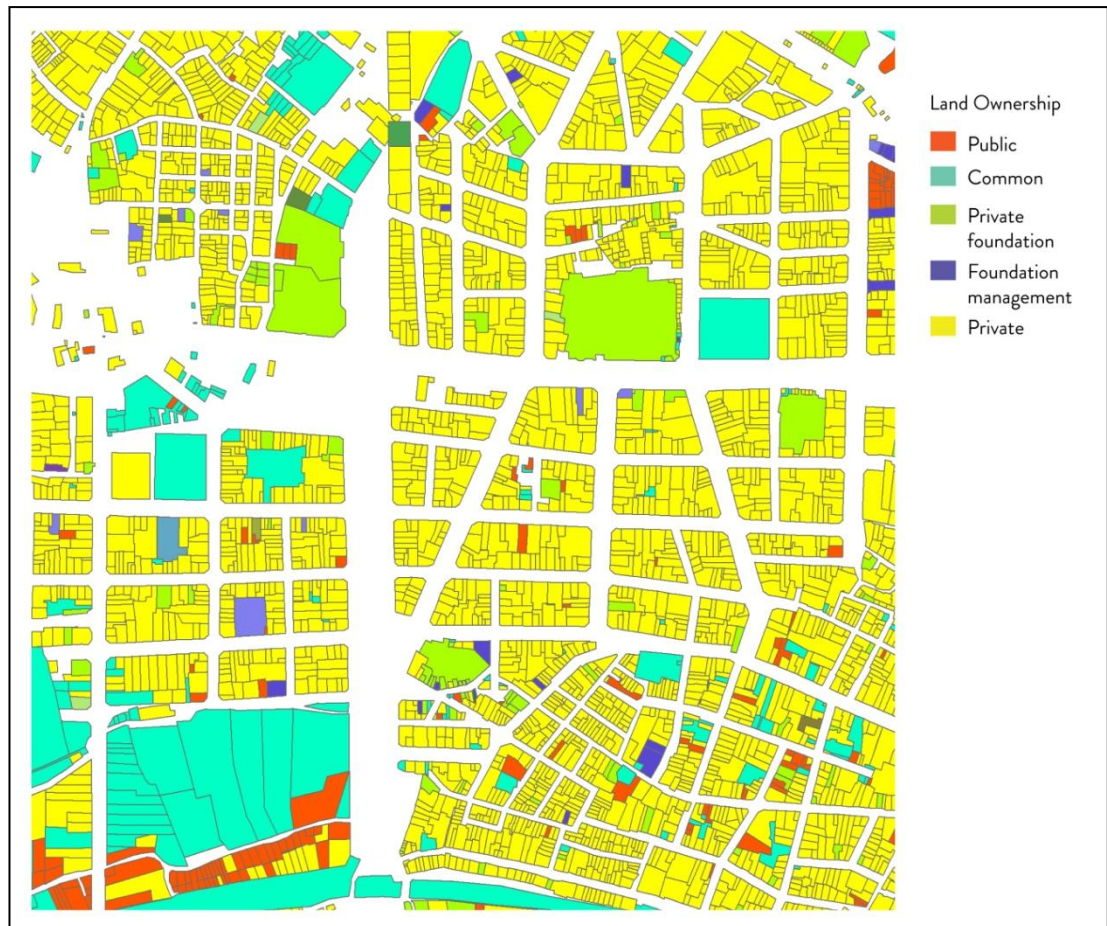 Land Ownership
Public
Common
Private
foundation
Foundation
management
Private